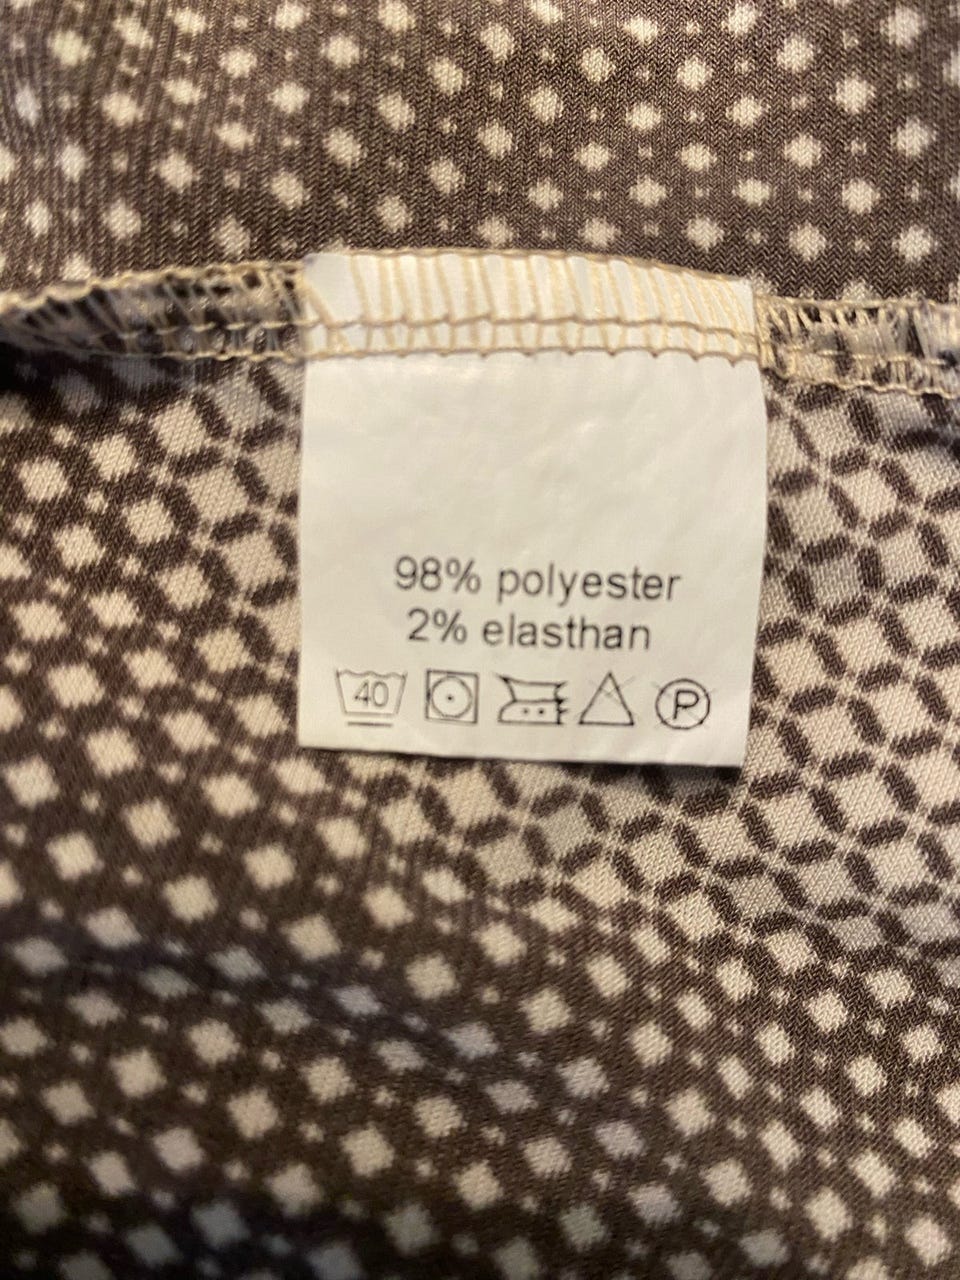 98% polyester
2% elasthan
40 P